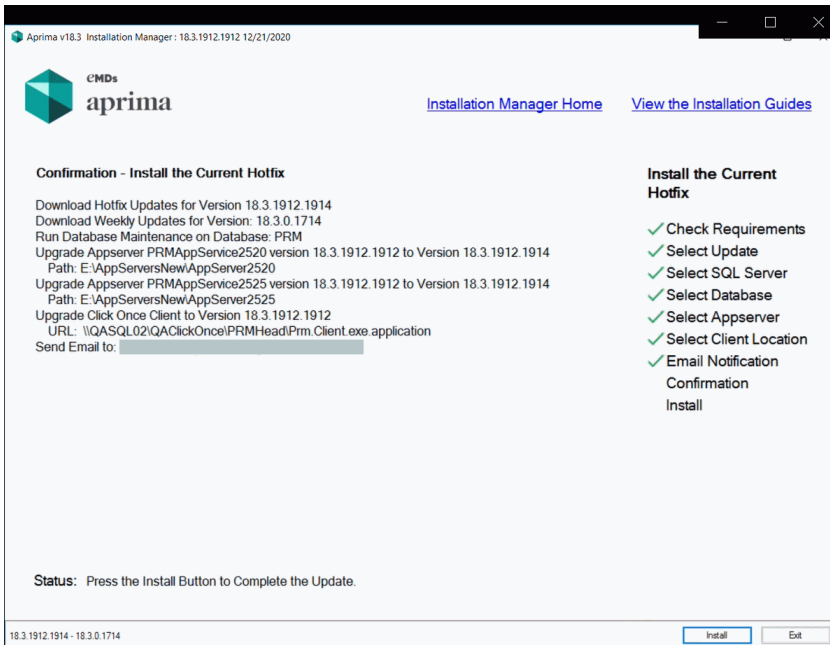 Aprima v18.3 Installation Manager : 18.3.1912.1912 12/21/2020
eMDs
aprima
Installation Manager Home
View the Installation Guides
Confirmation - Install the Current Hotfix
Download Hotfix Updates for Version 18.3.1912.1914
Download Weekly Updates for Version: 18.3.0.1714
Run Database Maintenance on Database: PRM
Upgrade Appserver PRMAppService2520 version 18.3.1912.1912 to Version 18.3.1912.1914
Path: E:\AppServersNew\AppServer2520
Upgrade Appserver PRMAppService2525 version 18.3.1912.1912 to Version 18.3.1912.1914
Path: E:\AppServersNew\AppServer2525
Upgrade Click Once Client to Version 18.3.1912.1912
URL: \\QASQL02\QAClickOnce\PRMHead\Prm.Client.exe.application
Send Email to:
Install the Current
Hotfix
Check Requirements
Select Update
Select SQL Server
Select Database
Select Appserver
Select Client Location
Email Notification
Confirmation
Install
Status: Press the Install Button to Complete the Update.
18.3.1912.1914 - 18.3.0.1714
Install
Exit